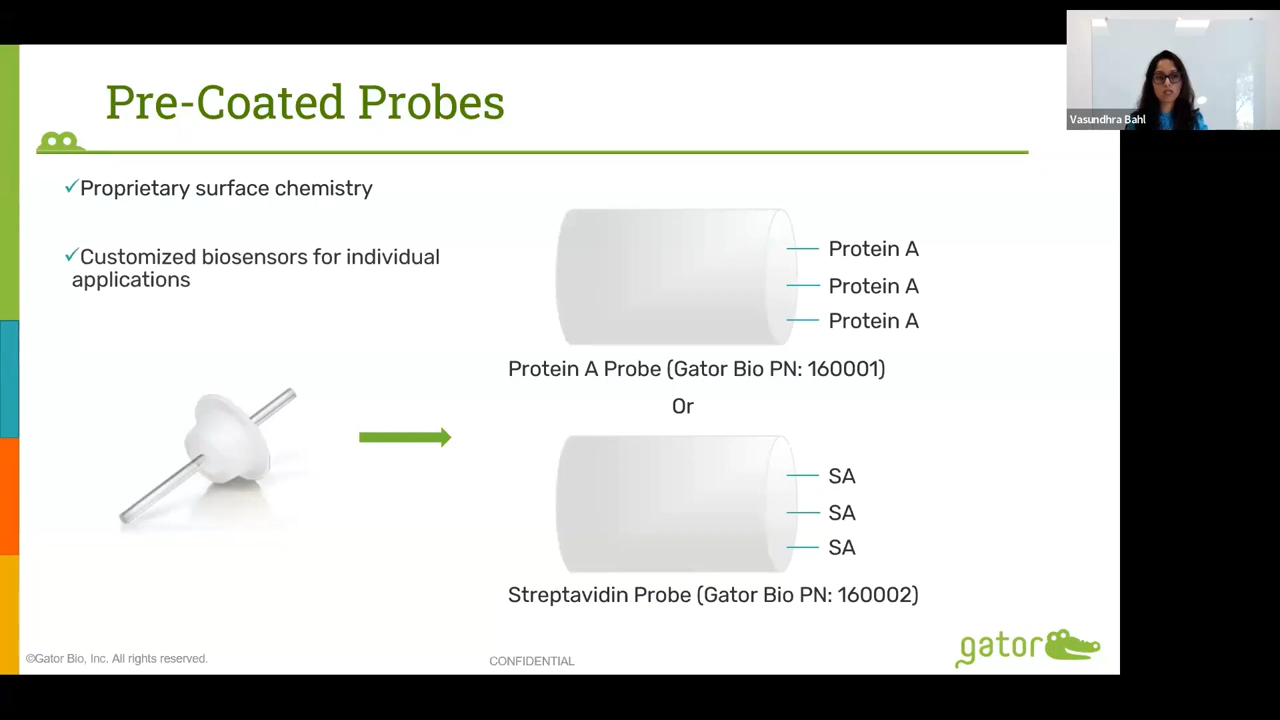 Pre-Coated Probes
Vasundhra Bahl
✓Proprietary surface chemistry
✓Customized biosensors for individual
applications
Protein A
Protein A
Protein A
Protein A Probe (Gator Bio PN: 160001)
Or
SA
SA
SA
Streptavidin Probe (Gator Bio PN: 160002)
©Gator Bio, Inc. All rights reserved.
CONFIDENTIAL
gator